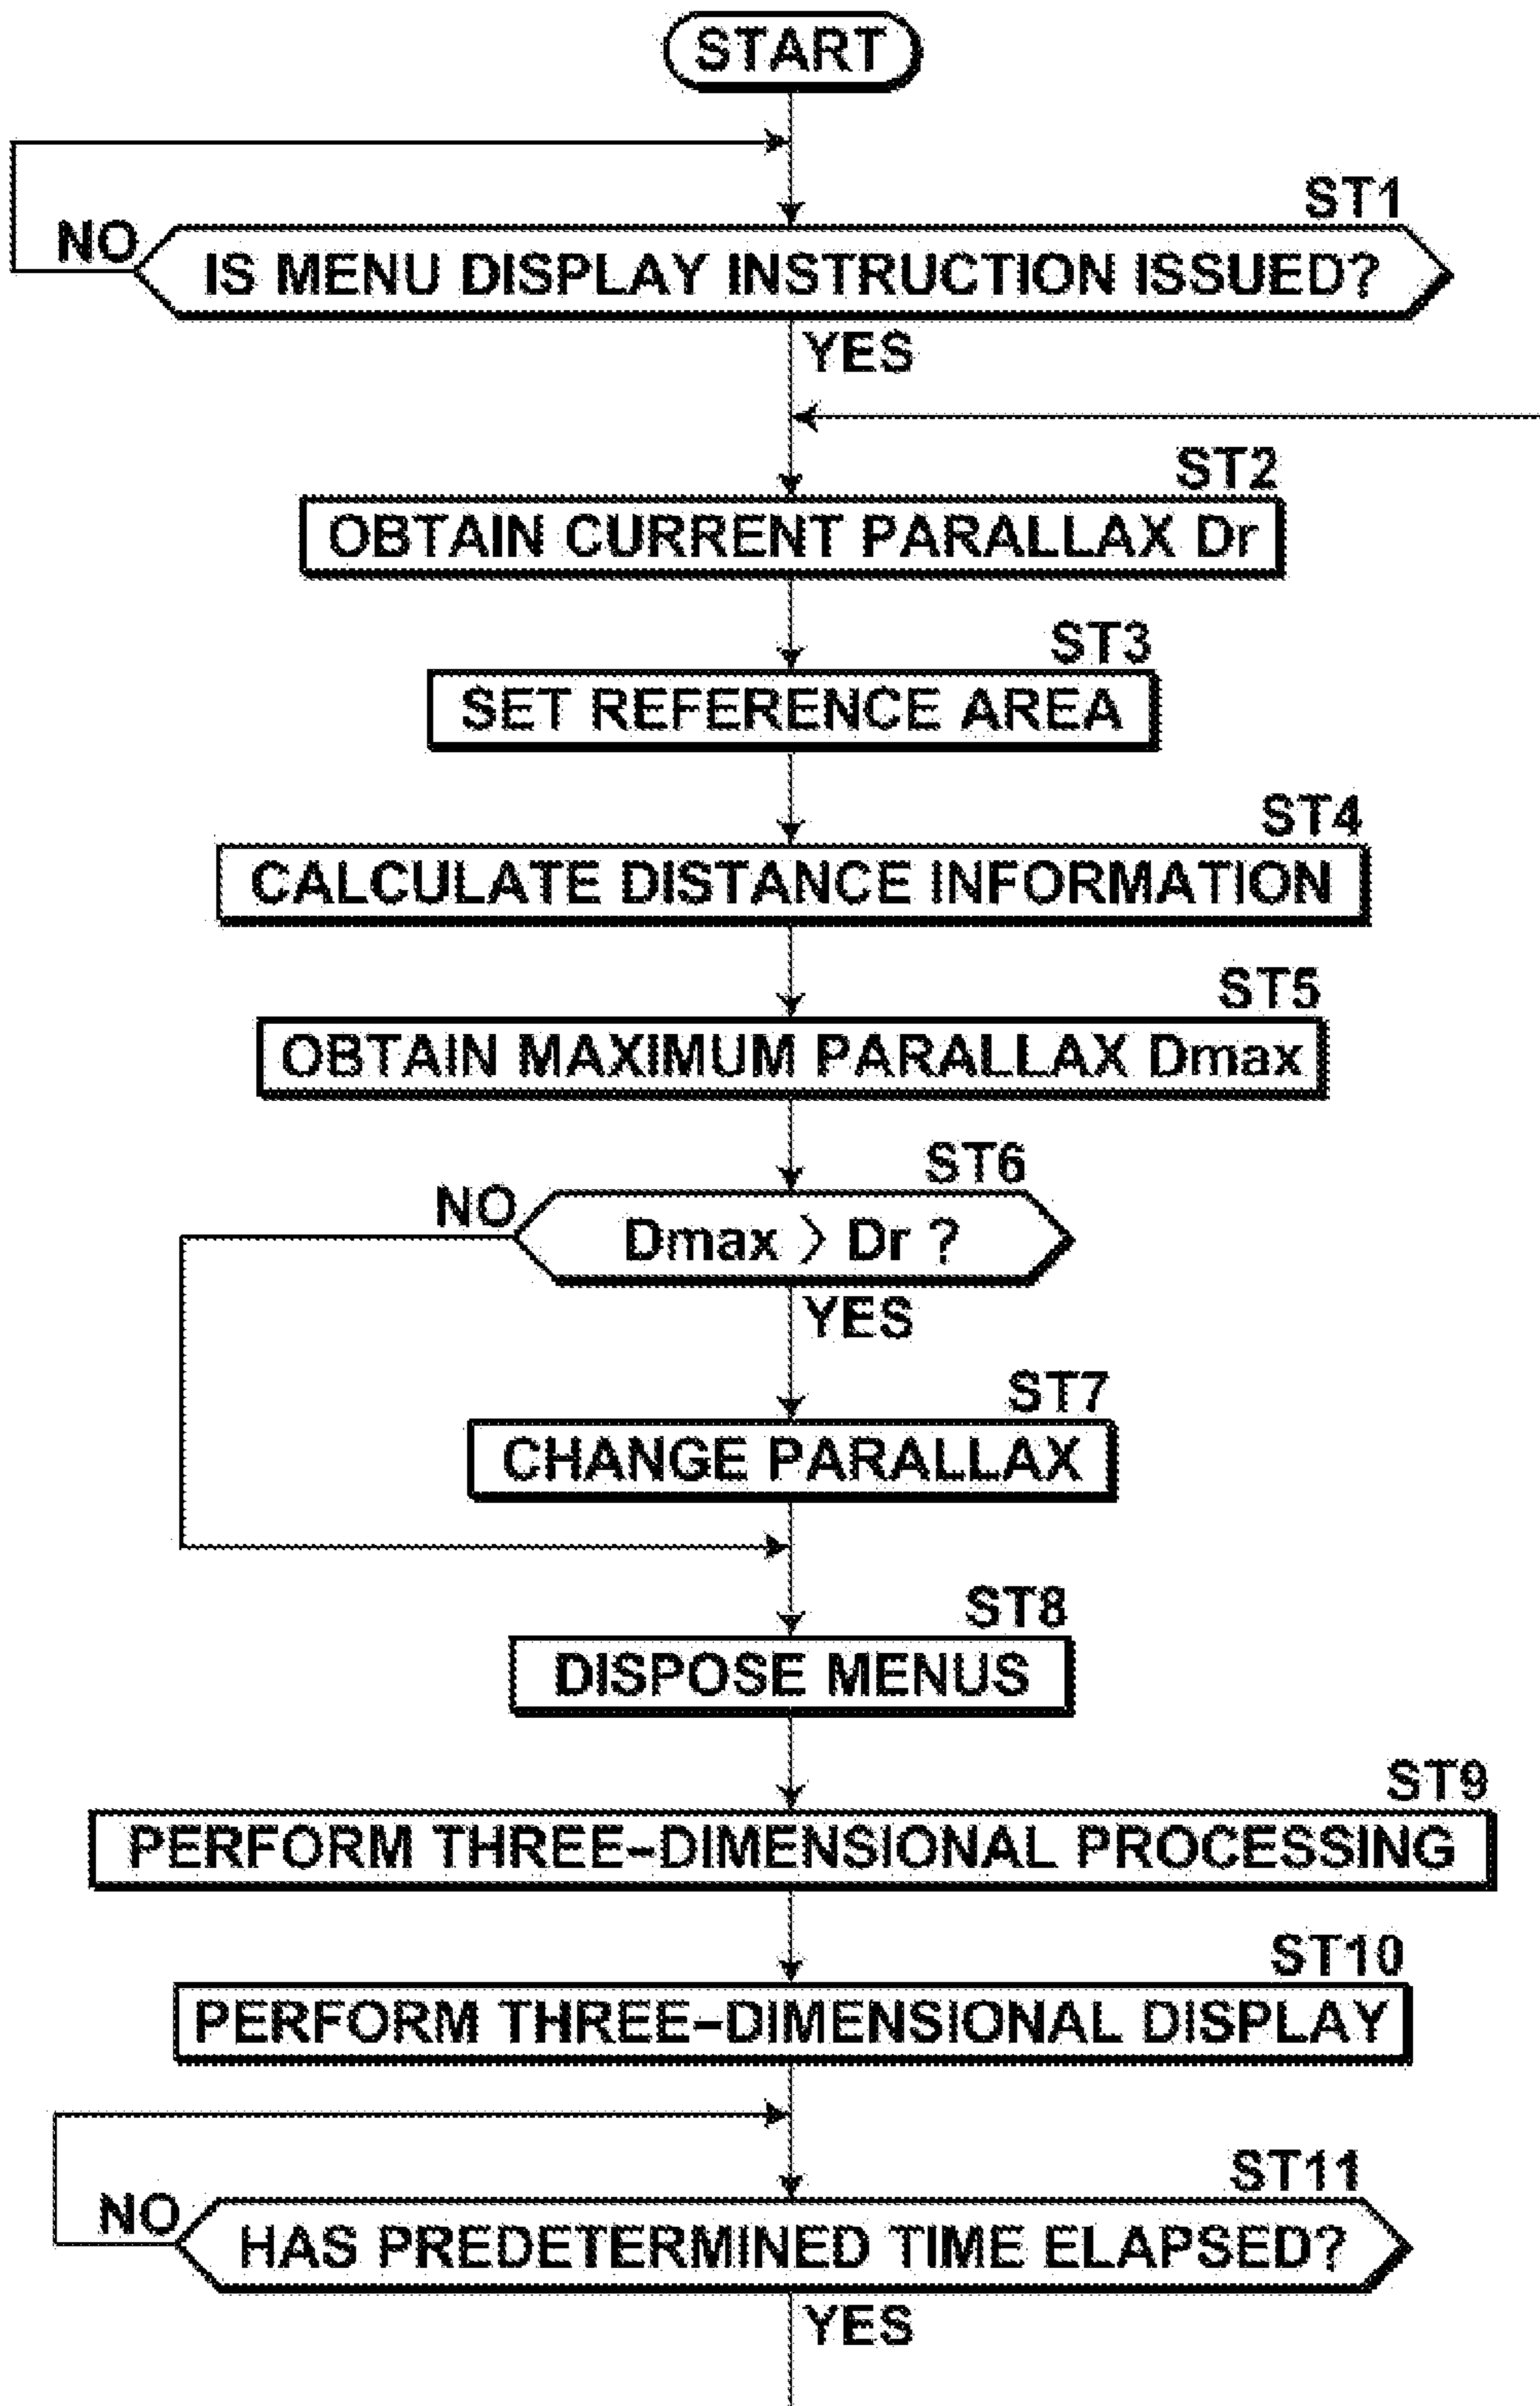 START
ST1
NO
IS MENU DISPLAY INSTRUCTION ISSUED?
YES
ST2
OBTAIN CURRENT PARALLAX Dr
ST3
SET REFERENCE AREA
ST4
CALCULATE DISTANCE INFORMATION
ST5
OBTAIN MAXIMUM PARALLAX Dmax
ST6
NO
Dmax > Dr ?
YES
ST7
CHANGE PARALLAX
ST8
DISPOSE MENUS
ST9
PERFORM THREE-DIMENSIONAL PROCESSING
ST10
PERFORM THREE-DIMENSIONAL DISPLAY
ST11
NO
HAS PREDETERMINED TIME ELAPSED?
YES